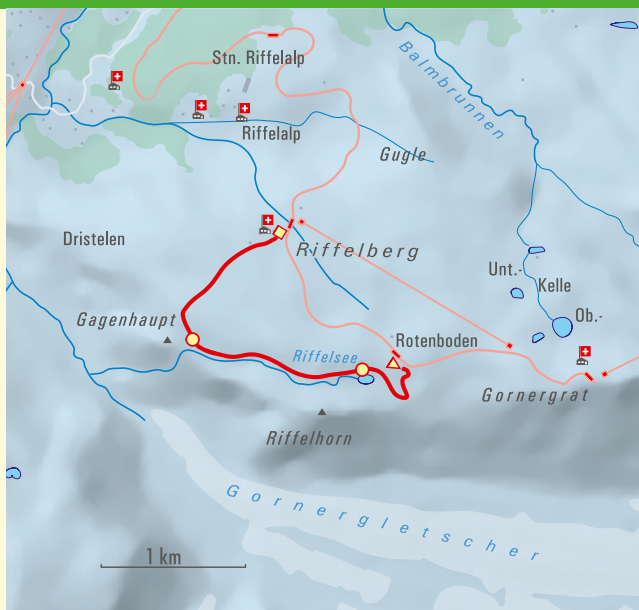 Stn. Riffelalp
Balmbrunnen
Riffelalp
Gugle
Dristelen
Riffelberg
Unt.-
Kelle
Ob.-
Gagenhaupt
Riffelsee
Rotenboden
Gornergrat
Riffelhorn
Gornergletscher
1 km